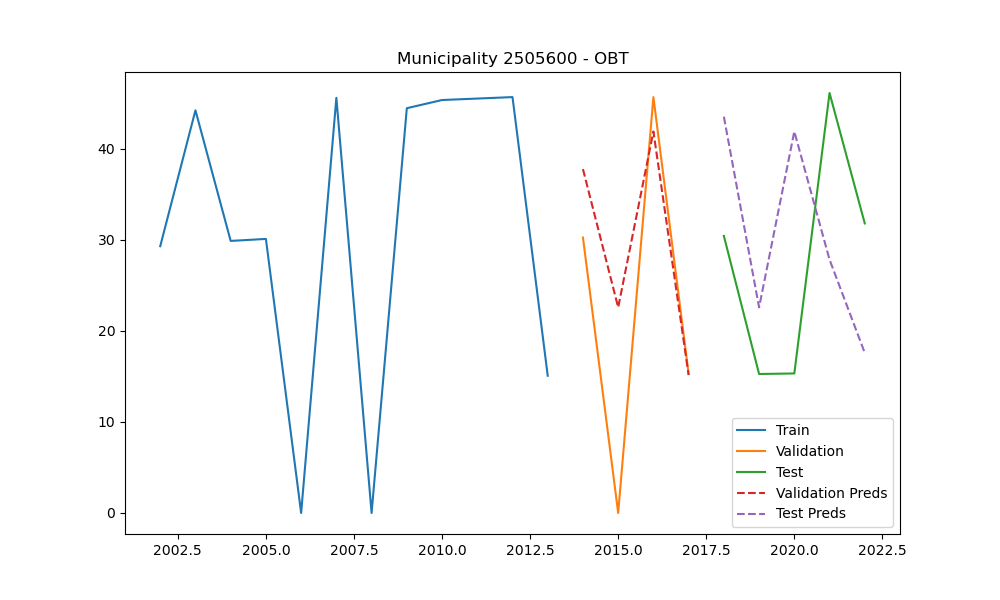 Municipality 2505600 - OBT
40
30
20
10
0
2002.5 2005.0 2007.5 2010.0 2012.5 2015.0 2017.5 2020.0 2022.5
Train
Validation
Test
Validation Preds
Test Preds